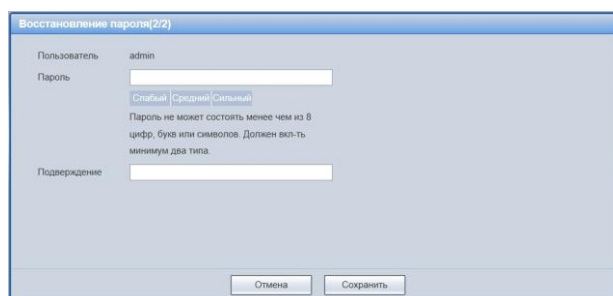 Восстановление пароля(2/2)
Пользователь admin
Пароль
Слабый Средний Сильный
Пароль не может состоять менее чем из 8
цифр, букв или символов. Должен вкл-ть
минимум два типа.
Подверждение
Отмена Сохранить